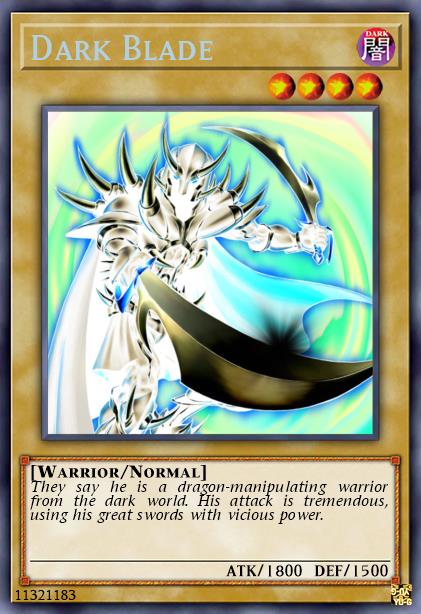 DARK BLADE
DARK
闇
[WARRIOR/NORMAL]
They say he is a dragon-manipulating warrior
from the dark world. His attack is tremendous,
using his great swords with vicious power.
ATK/1800 DEF/1500
11321183